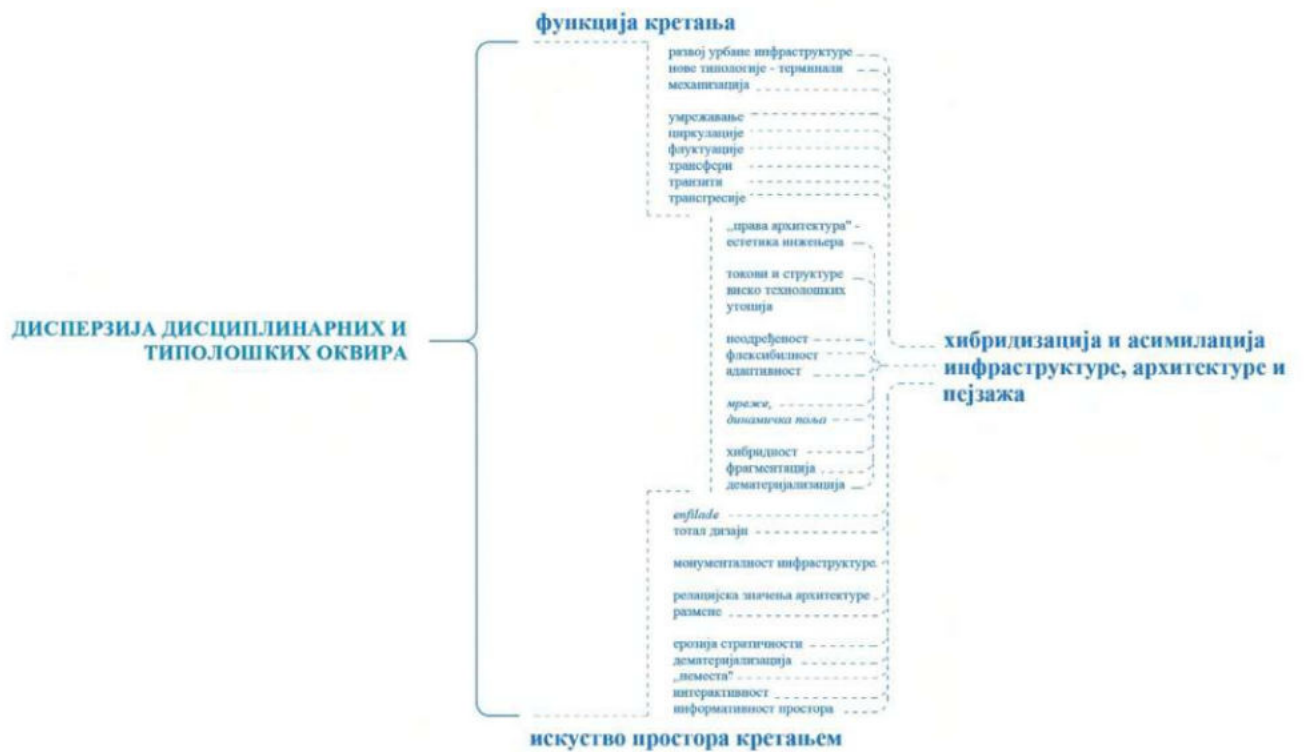 функција кретања
развој урбане инфраструктуре
нове типологије - терминали
механизација
умрежавање
циркулације
флуктуације
трансфери
транзити
трансгресије
„права архитектура" -
естетика инжењера
токови и структуре
виско технолошких
утопија
ДИСПЕРЗИЈА ДИСЦИПЛИНАРНИХ И
ТИПОЛОШКИХ ОКВИРА
неодређеност
флексибилност
адаптивност
хибридизација и асимилација
инфраструктуре, архитектуре и
пејзажа
мреже,
динамичка поља
хибридност
фрагментација
дематеријализација
enfilade
тотал дизајн
монументалност инфраструктуре
релацијска значења архитектуре
размене
ерозија стратичности
дематеријализација
„неместа"
интерактивност
информативност простора
искуство простора кретањем